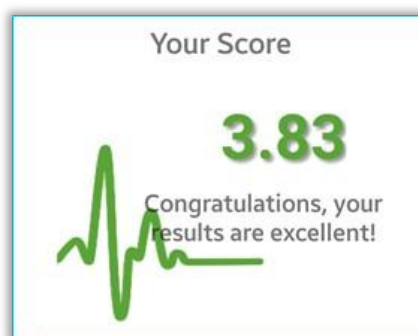 Your Score
3.83
Congratulations, your
results are excellent!